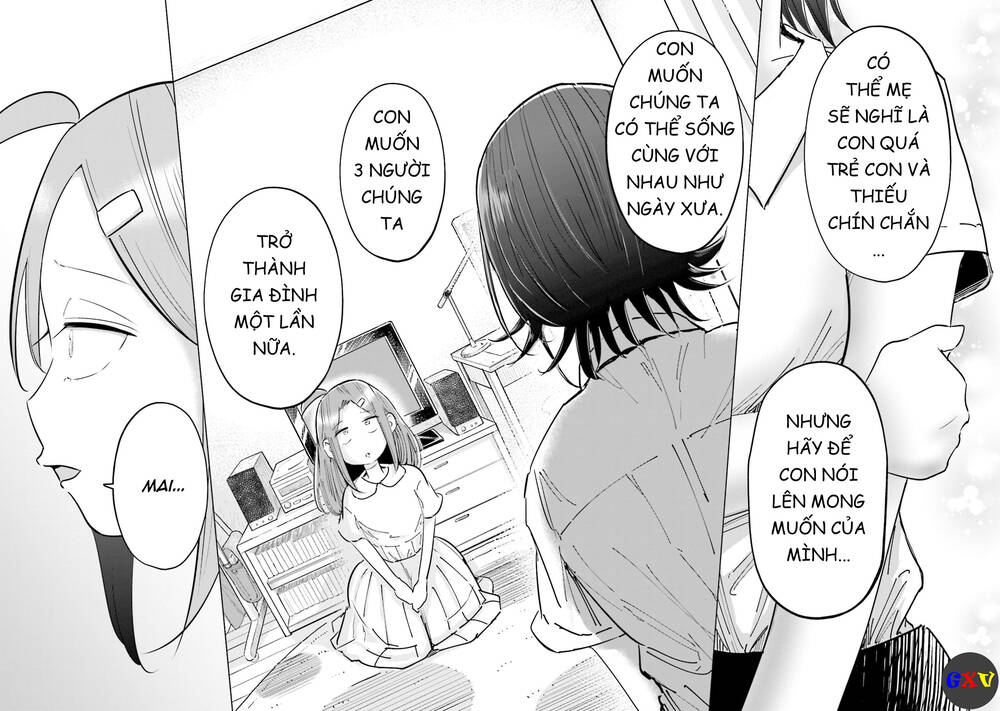 CÓ
THỂ MẸ
SẼ NGHĨ LÀ
CON QUÁ
TRẺ CON VÀ
THIẾU
CHÍN CHẮN
...
NHƯNG
HÃY ĐỂ
CON NÓI
LÊN MONG
MUỐN CỦA
MÌNH...
CON
MUỐN
CHÚNG TA
CÓ THỂ SỐNG
CÙNG VỚI
NHAU NHƯ
NGÀY XƯA.
CON
MUỐN
3 NGƯỜI
CHÚNG
TA
TRỞ
THÀNH
GIA ĐÌNH
MỘT LẦN
NỮA.
MAI...
GXV